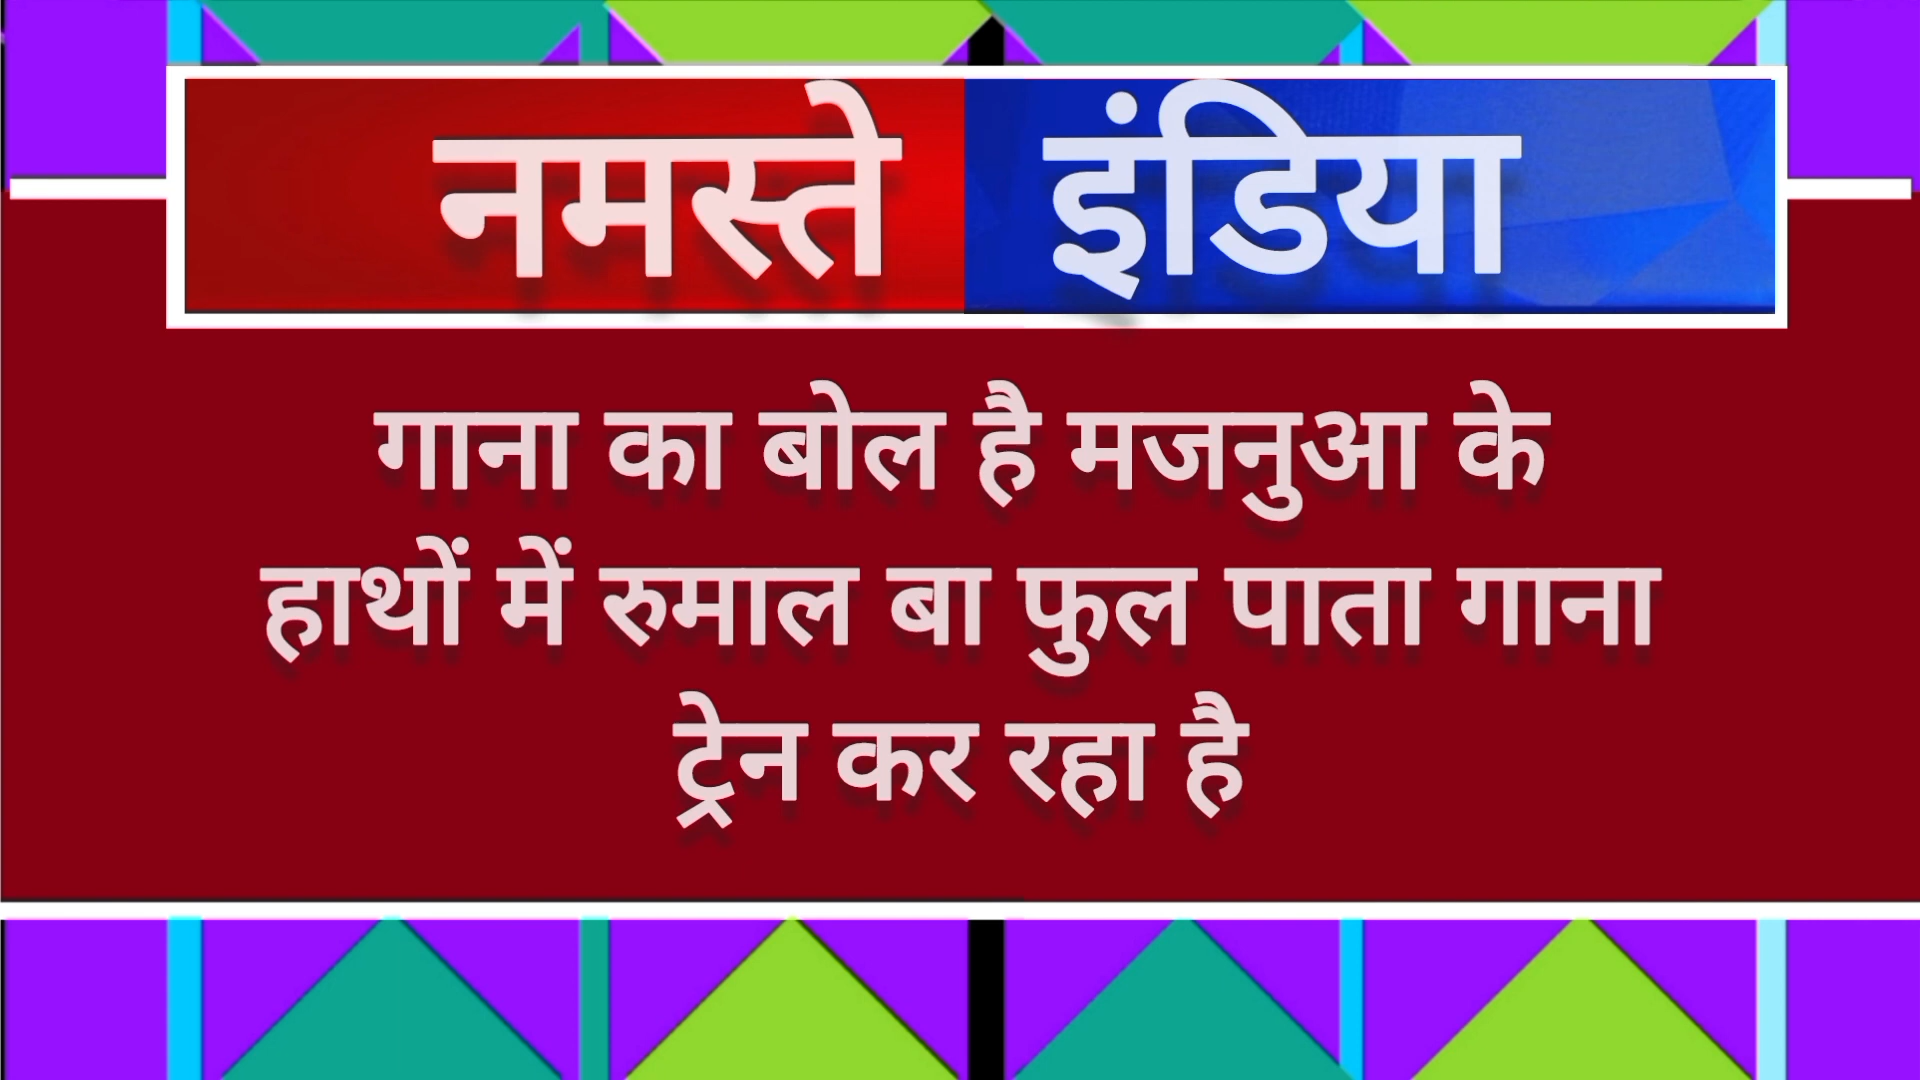 नमस्ते इंडिया
गाना का बोल है मजनुआ के
हाथों में रुमाल बा फुल पाता गाना
ट्रेन कर रहा है